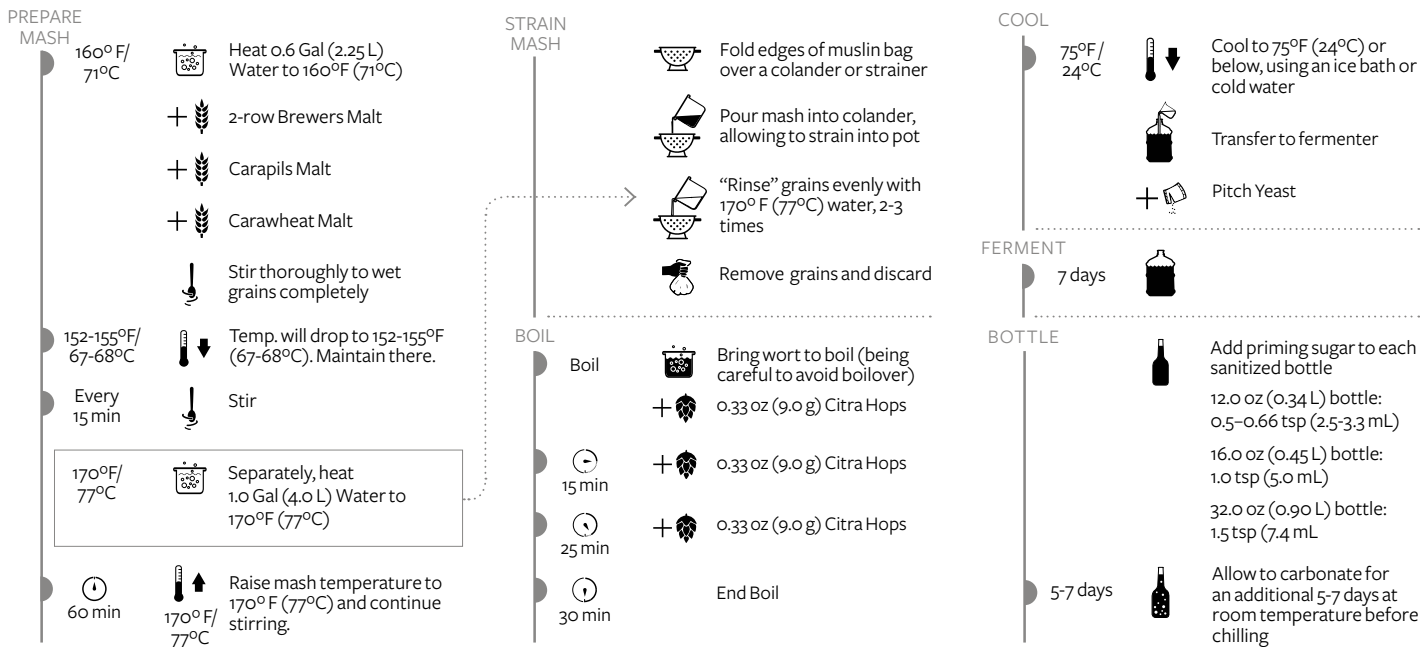 PREPARE
MASH
160° F/
71°C
Heat 0.6 Gal (2.25 L)
Water to 160°F (71°C)
+ 2-row Brewers Malt
+ Carapils Malt
+ Carawheat Malt
Stir thoroughly to wet
grains completely
152-155°F/
67-68°C
Temp. will drop to 152-155°F
(67-68°C). Maintain there.
Every
15 min
Stir
170°F/
77°C
Separately, heat
1.0 Gal (4.0 L) Water to
170°F (77°C)
60 min
170° F/
77°C
Raise mash temperature to
170° F (77°C) and continue
stirring.
STRAIN
MASH
Fold edges of muslin bag
over a colander or strainer
Pour mash into colander,
allowing to strain into pot
“Rinse” grains evenly with
170° F (77°C) water, 2-3
times
Remove grains and discard
BOIL
Boil
Bring wort to boil (being
careful to avoid boilover)
+ 0.33 oz (9.0 g) Citra Hops
15 min
+ 0.33 oz (9.0 g) Citra Hops
25 min
+ 0.33 oz (9.0 g) Citra Hops
30 min
End Boil
COOL
75°F/
24°C
Cool to 75°F (24°C) or
below, using an ice bath or
cold water
Transfer to fermenter
+ Pitch Yeast
FERMENT
7 days
BOTTLE
Add priming sugar to each
sanitized bottle
12.0 oz (0.34 L) bottle:
0.5–0.66 tsp (2.5-3.3 mL)
16.0 oz (0.45 L) bottle:
1.0 tsp (5.0 mL)
32.0 oz (0.90 L) bottle:
1.5 tsp (7.4 mL
5-7 days
Allow to carbonate for
an additional 5-7 days at
room temperature before
chilling